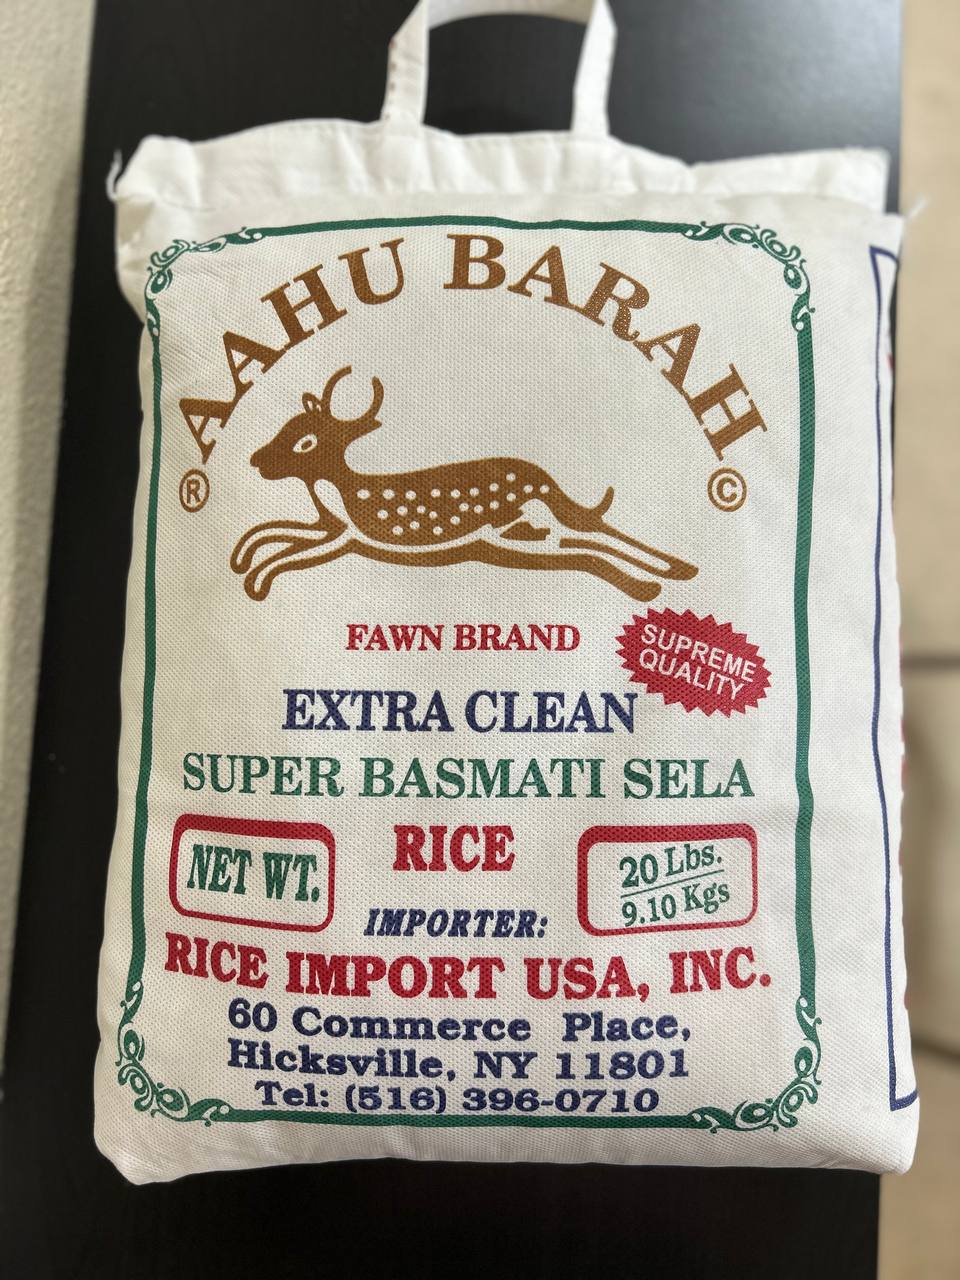 AAHU BARAH
®
©
FAWN BRAND
SUPREME
QUALITY
EXTRA CLEAN
SUPER BASMATI SELA
RICE
NET WT.
20 Lbs.
9.10 Kgs
IMPORTER:
RICE IMPORT USA, INC.
60 Commerce Place,
Hicksville, NY 11801
Tel: (516) 396-0710